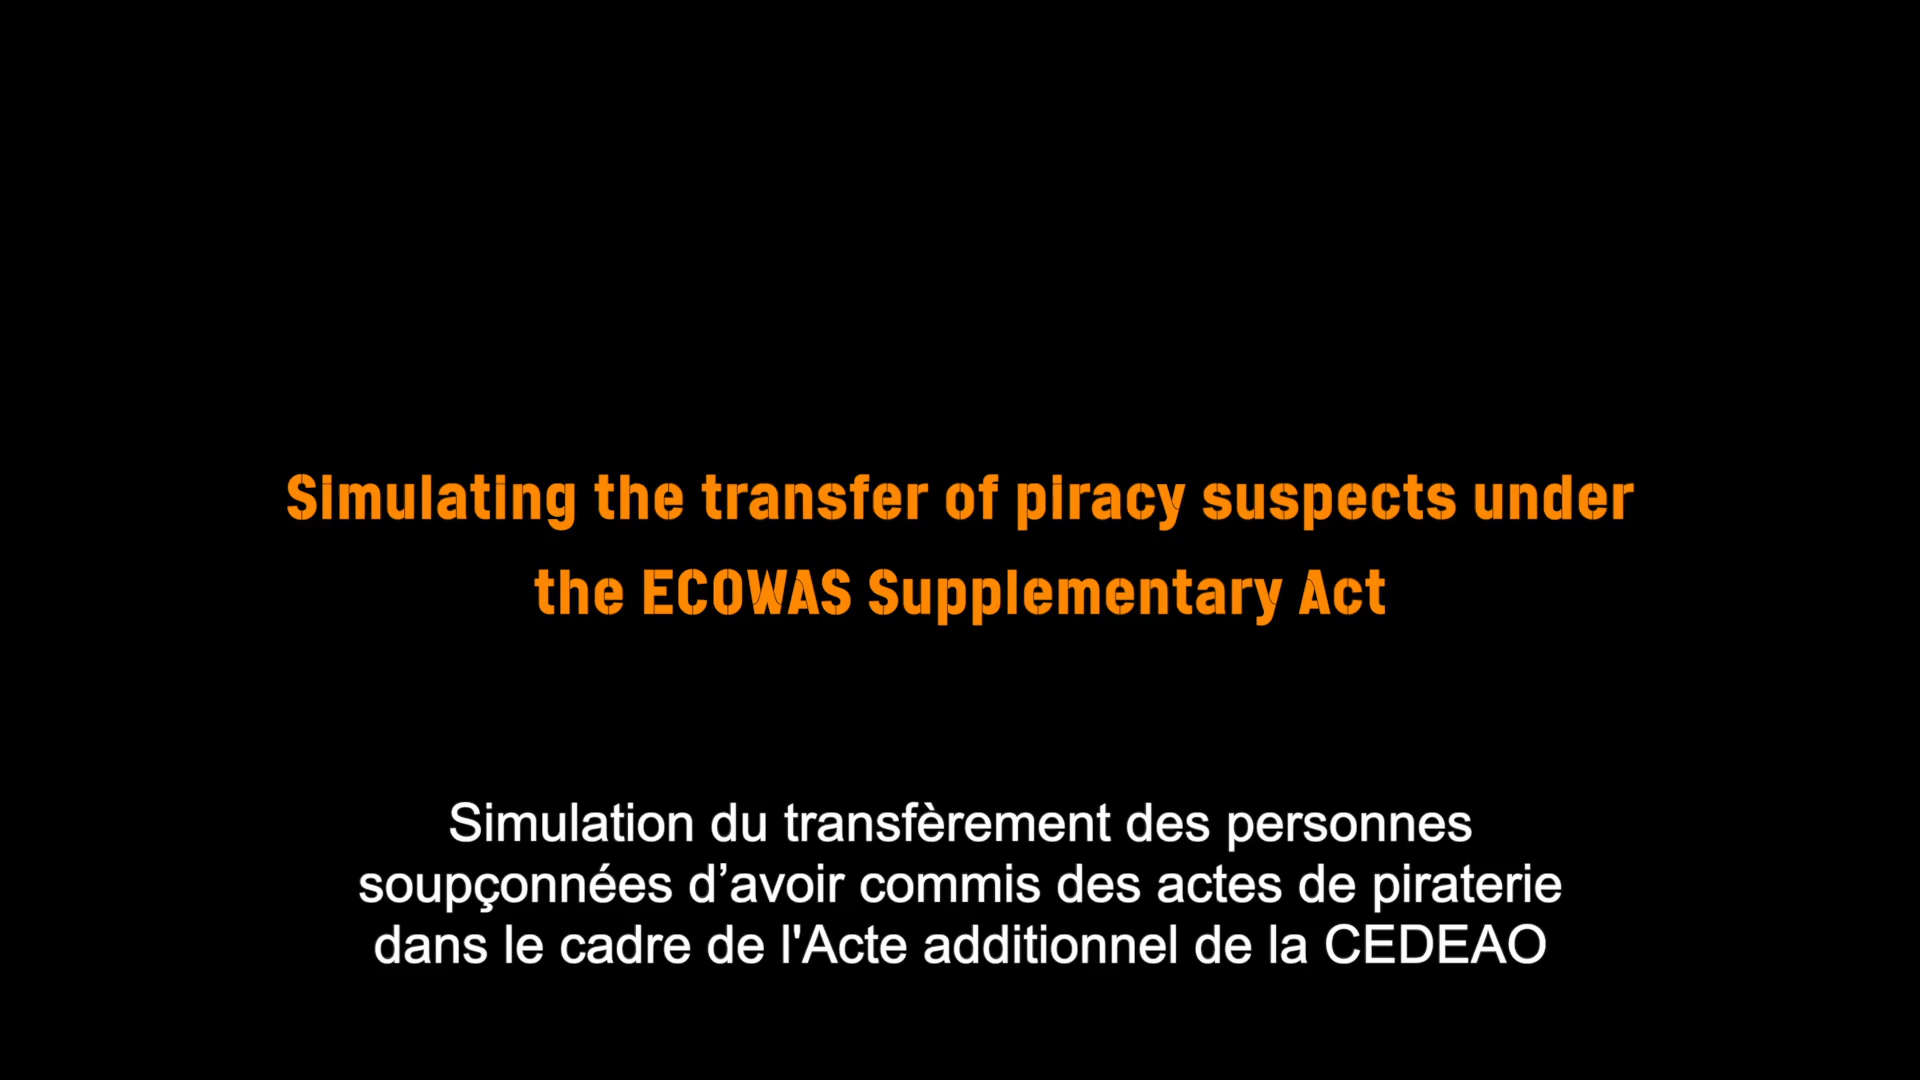 Simulating the transfer of piracy suspects under
the ECOWAS Supplementary Act
Simulation du transfèrement des personnes
soupçonnées d’avoir commis des actes de piraterie
dans le cadre de l'Acte additionnel de la CEDEAO